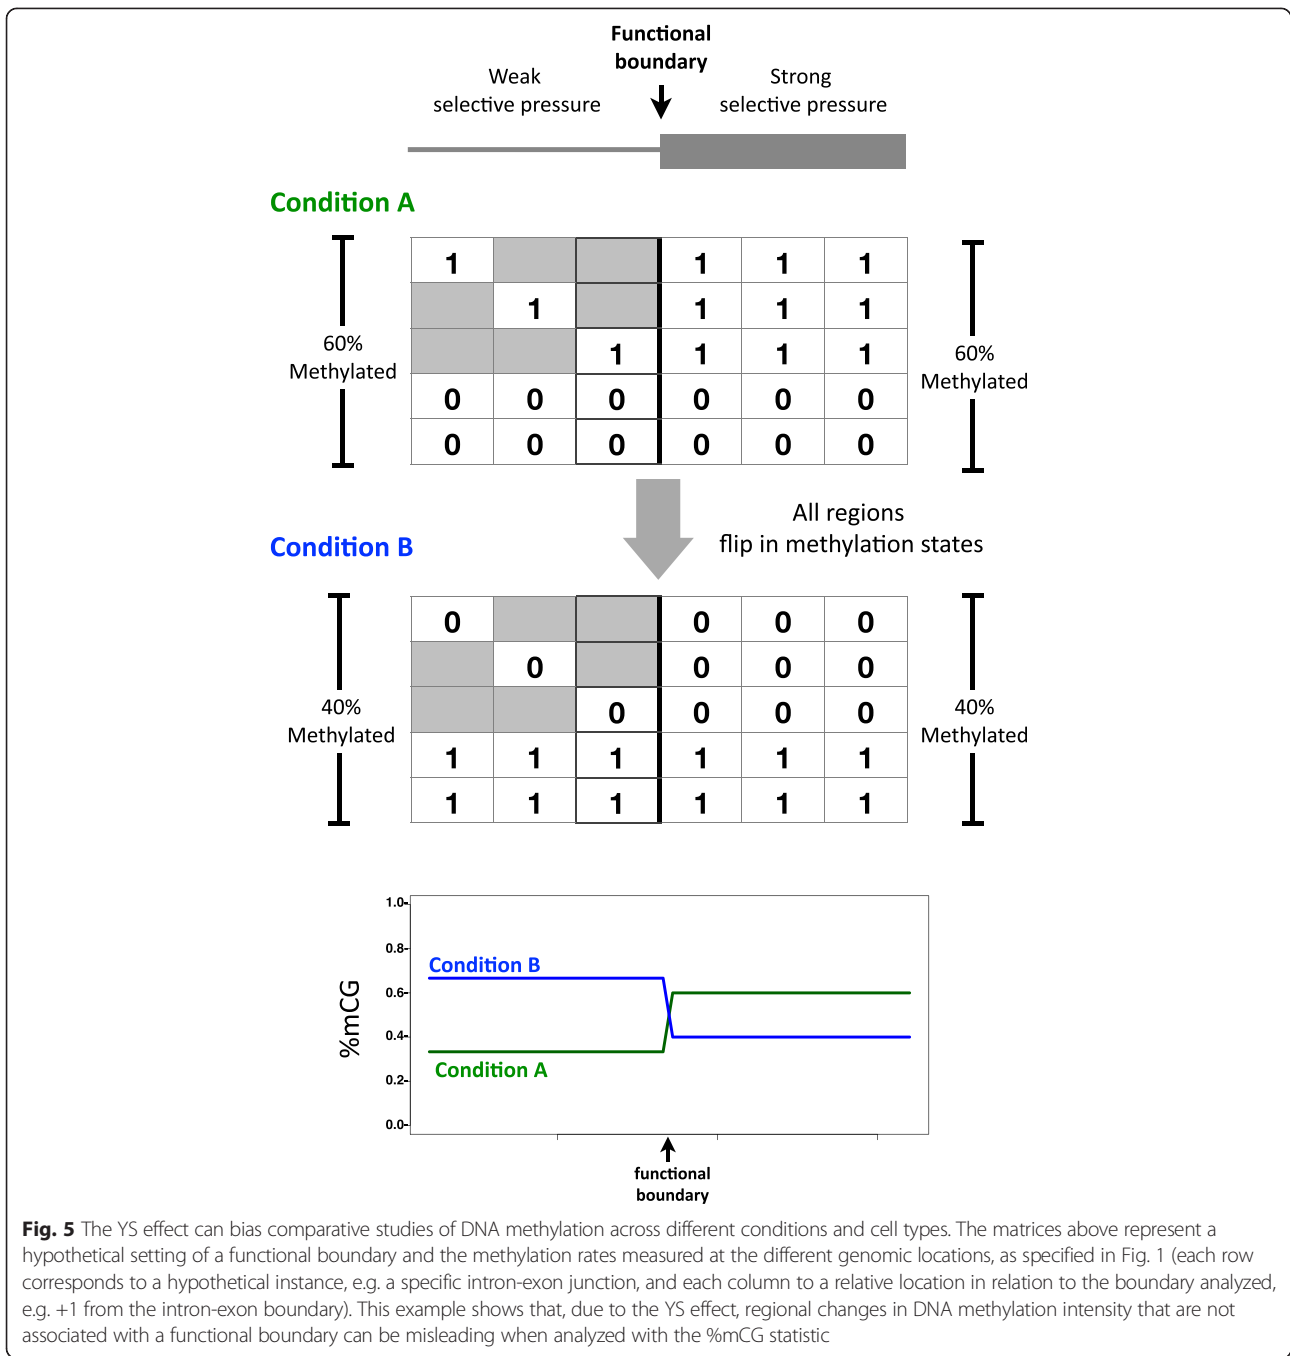 Functional
boundary
Weak
selective pressure
Strong
selective pressure
Condition A
1 1 1 1
1 1 1 1
1 1 1 1
0 0 0 0 0 0
0 0 0 0 0 0
60%
Methylated
60%
Methylated
All regions
flip in methylation states
Condition B
0 0 0 0
0 0 0 0
0 0 0 0
1 1 1 1 1 1
1 1 1 1 1 1
40%
Methylated
40%
Methylated
1.0
0.8
0.6
0.4
0.2
0.0
%mCG
Condition B
Condition A
functional
boundary
Fig. 5 The YS effect can bias comparative studies of DNA methylation across different conditions and cell types. The matrices above represent a
hypothetical setting of a functional boundary and the methylation rates measured at the different genomic locations, as specified in Fig. 1 (each row
corresponds to a hypothetical instance, e.g. a specific intron-exon junction, and each column to a relative location in relation to the boundary analyzed,
e.g. +1 from the intron-exon boundary). This example shows that, due to the YS effect, regional changes in DNA methylation intensity that are not
associated with a functional boundary can be misleading when analyzed with the %mCG statistic